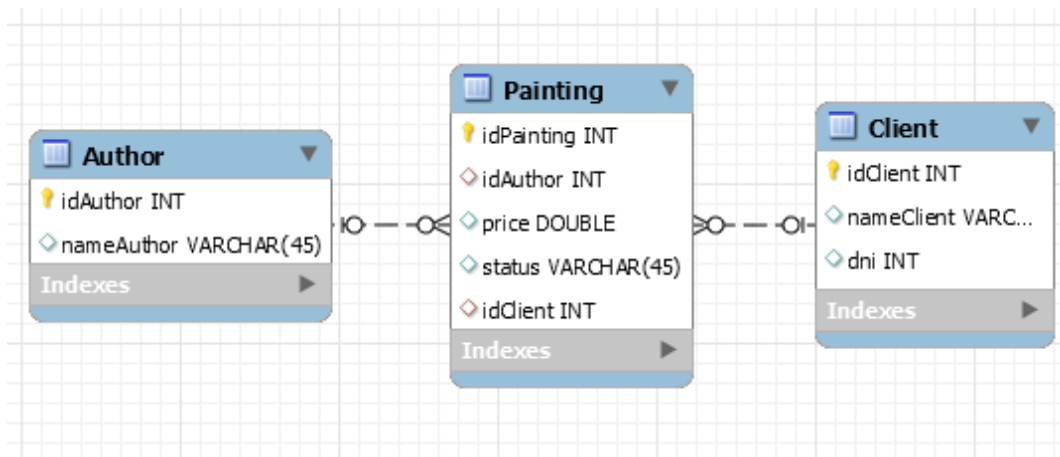 Author
idAuthor INT
nameAuthor VARCHAR(45)
Indexes
Painting
idPainting INT
idAuthor INT
price DOUBLE
status VARCHAR(45)
idClient INT
Indexes
Client
idClient INT
nameClient VARC...
dni INT
Indexes